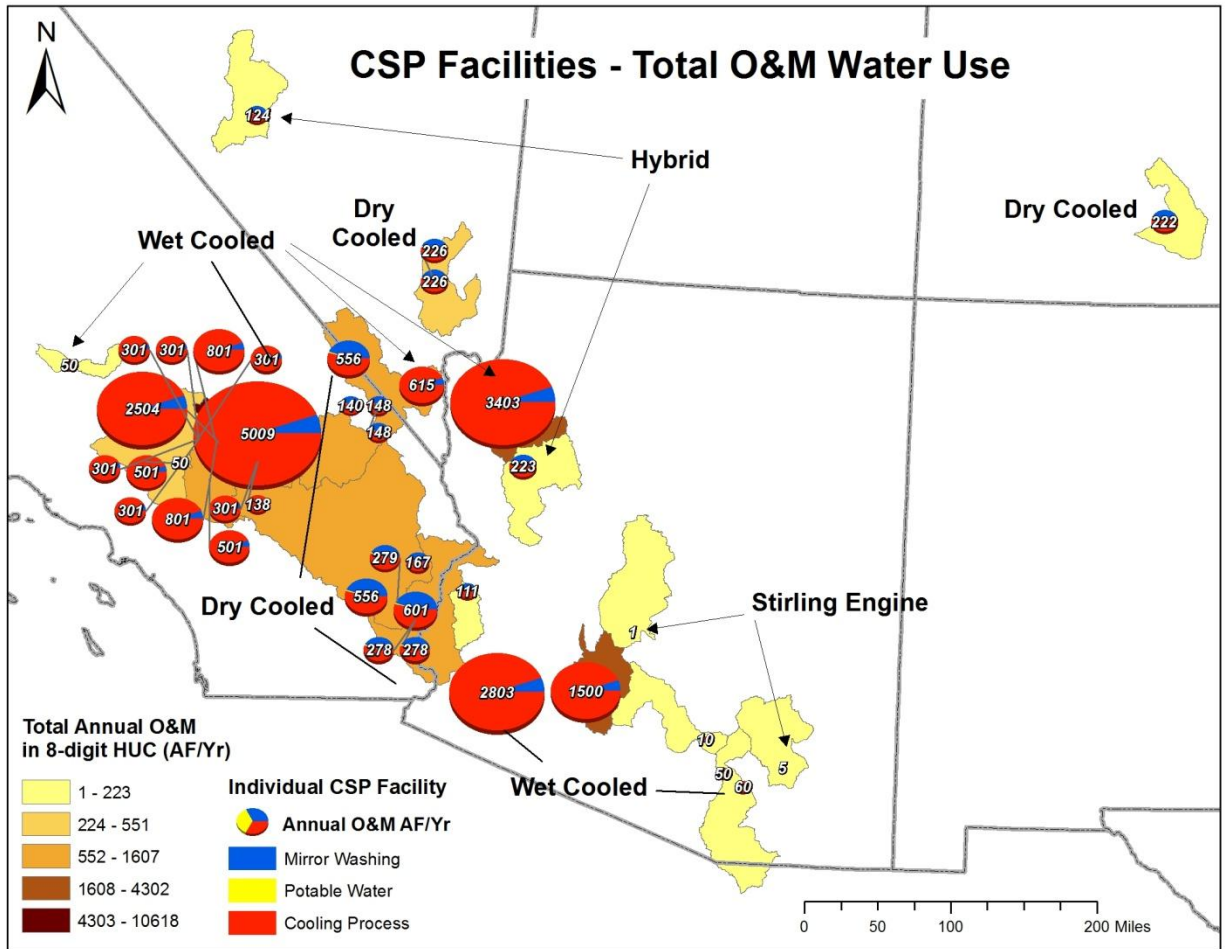 N
CSP Facilities - Total O&M Water Use
124
Hybrid
Dry Cooled
222
Dry
Cooled
Wet Cooled
226
226
50
301
301
801
301
556
615
3403
2504
5009
140
148
148
223
301
501
50
301
801
301
138
501
279
167
111
556
601
Dry Cooled
278
278
Stirling Engine
1
2803
1500
10
5
50
60
Wet Cooled
Total Annual O&M
in 8-digit HUC (AF/Yr)
1 - 223
224 - 551
552 - 1607
1608 - 4302
4303 - 10618
Individual CSP Facility
Annual O&M AF/Yr
Mirror Washing
Potable Water
Cooling Process
0 50 100 200 Miles